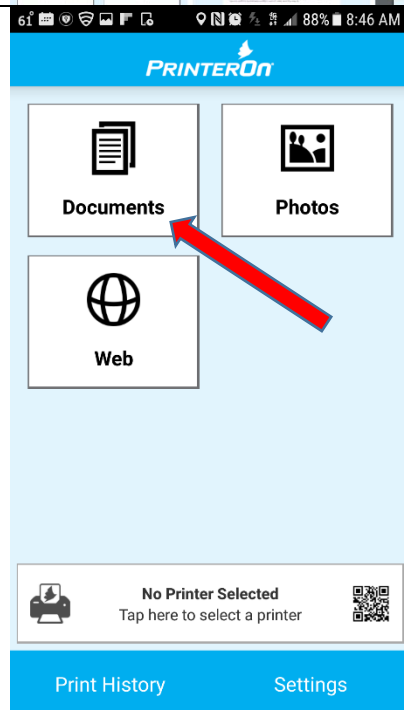 61° 88% 8:46 AM
PRINTERON
Documents
Photos
Web
No Printer Selected
Tap here to select a printer
Print History
Settings